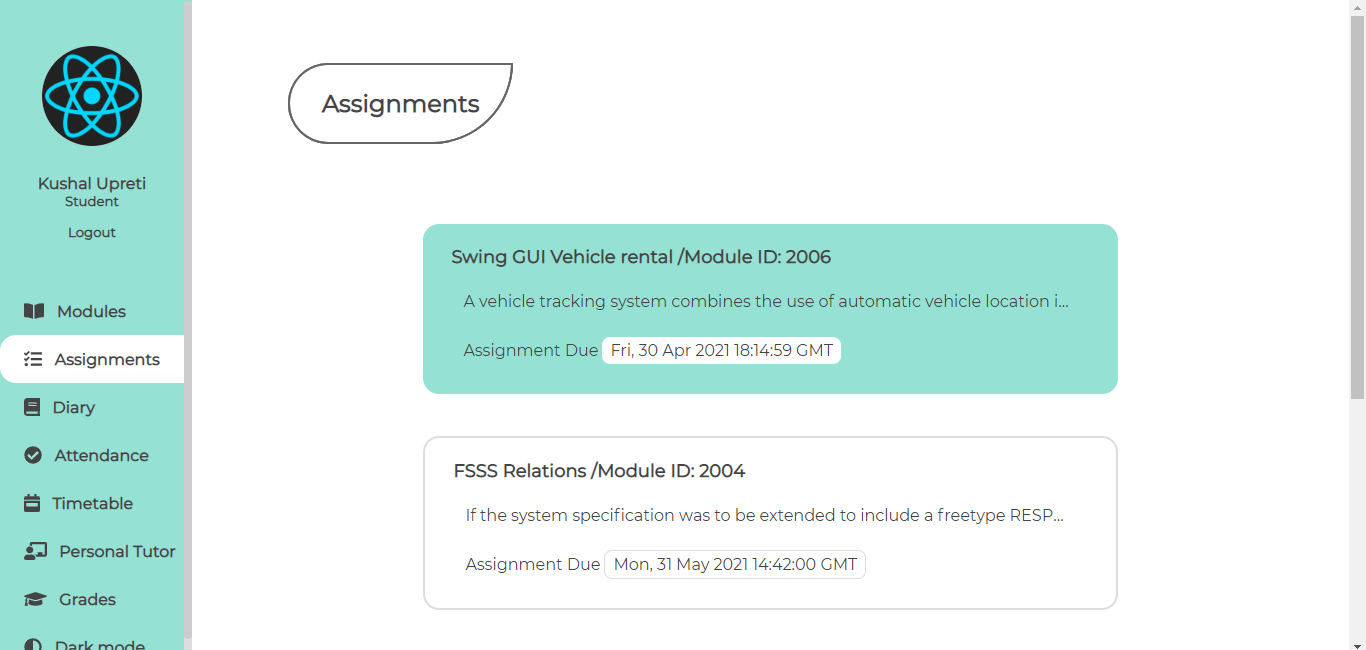 Kushal Upreti
Student
Logout
Modules
Assignments
Diary
Attendance
Timetable
Personal Tutor
Grades
Dark mode
Assignments
Swing GUI Vehicle rental /Module ID: 2006
A vehicle tracking system combines the use of automatic vehicle location i...
Assignment Due Fri, 30 Apr 2021 18:14:59 GMT
FSSS Relations /Module ID: 2004
If the system specification was to be extended to include a freetype RESP...
Assignment Due Mon, 31 May 2021 14:42:00 GMT